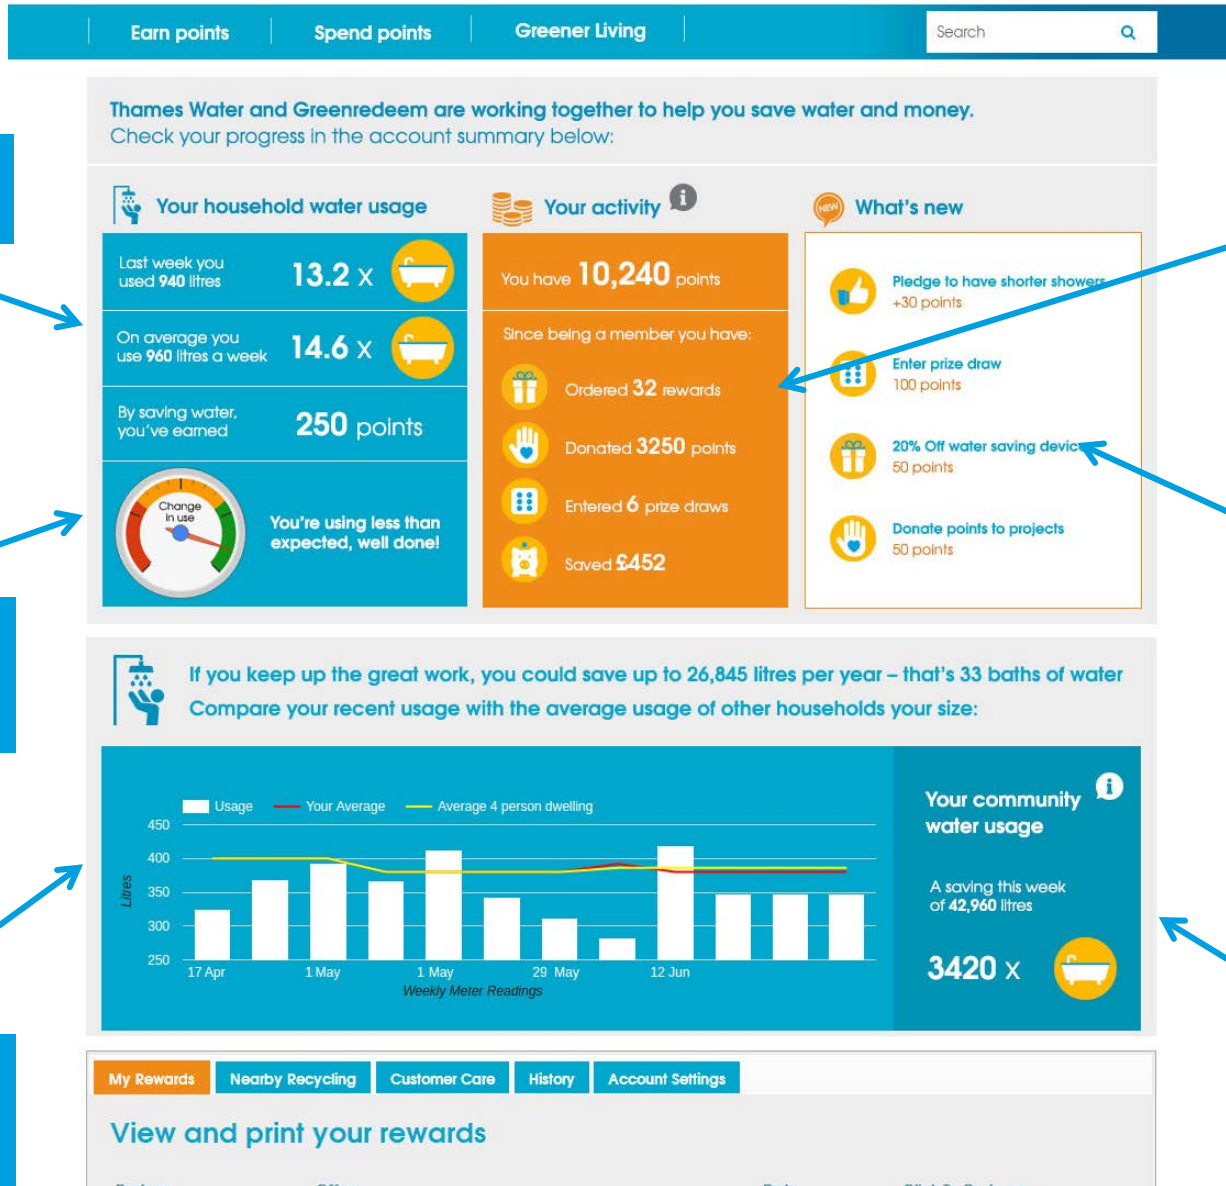 Earn points
Spend points
Greener Living
Search
Thames Water and Greenredeem are working together to help you save water and money.
Check your progress in the account summary below:
Your household water usage
Last week you
used 940 litres
13.2 x
On average you
use 960 litres a week
14.6 x
By saving water,
you've earned
250 points
Change
in use
You're using less than
expected, well done!
Your activity
i
You have 10,240 points
Since being a member you have:
Ordered 32 rewards
Donated 3250 points
Entered 6 prize draws
Saved £452
NEW
What's new
Pledge to have shorter showers
+30 points
Enter prize draw
100 points
20% Off water saving device
50 points
Donate points to projects
50 points
If you keep up the great work, you could save up to 26,845 litres per year – that's 33 baths of water
Compare your recent usage with the average usage of other households your size:
Usage
Your Average
Average 4 person dwelling
450
400
350
300
250
Litres
17 Apr
1 May
1 May
29 May
12 Jun
Weekly Meter Readings
Your community
water usage
i
A saving this week
of 42,960 litres
3420 x
My Rewards
Nearby Recycling
Customer Care
History
Account Settings
View and print your rewards